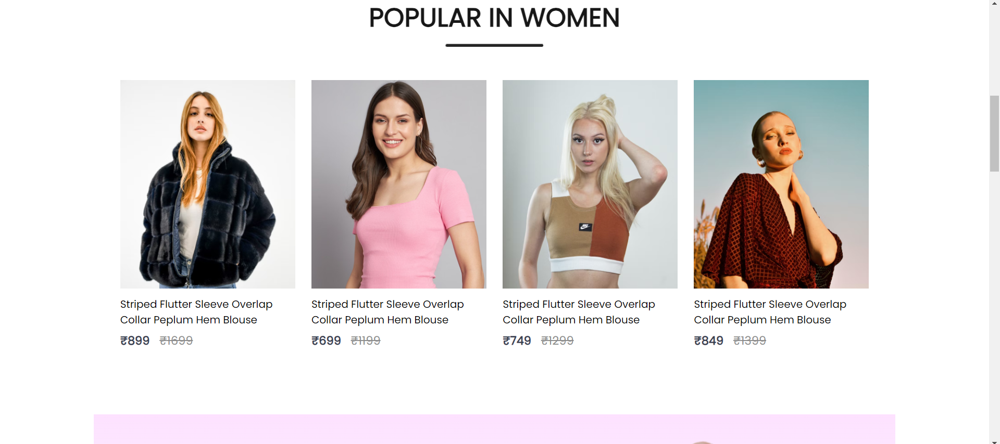 POPULAR IN WOMEN
Striped Flutter Sleeve Overlap
Collar Peplum Hem Blouse
₹899 ₹1699
Striped Flutter Sleeve Overlap
Collar Peplum Hem Blouse
₹699 ₹1199
Striped Flutter Sleeve Overlap
Collar Peplum Hem Blouse
₹749 ₹1299
Striped Flutter Sleeve Overlap
Collar Peplum Hem Blouse
₹849 ₹1399